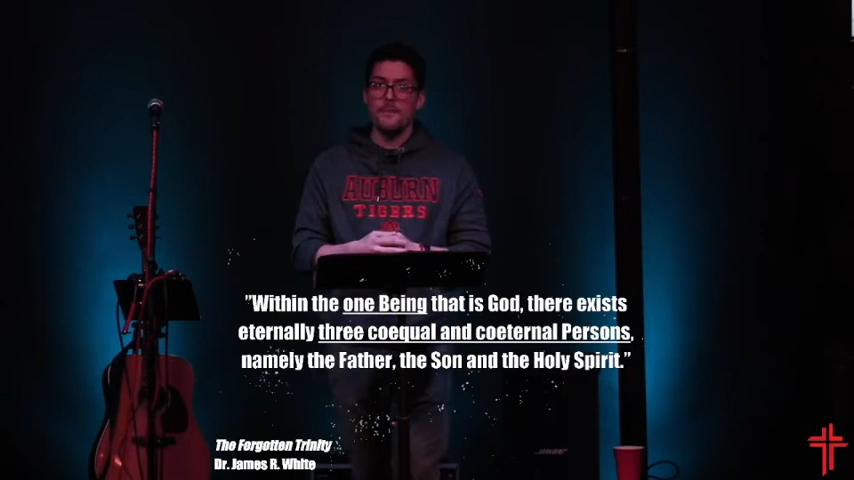 AUBURN
TIGERS
"Within the one Being that is God, there exists
eternally three coequal and coeternal Persons,
namely the Father, the Son and the Holy Spirit."
The Forgotten Trinity
Dr. James R. White
BOSE